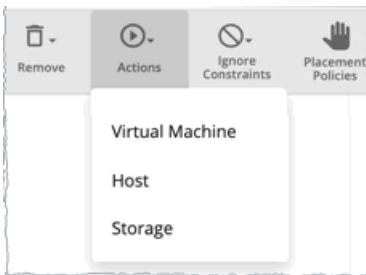 Remove
Actions
Ignore
Constraints
Placement
Policies
Virtual Machine
Host
Storage